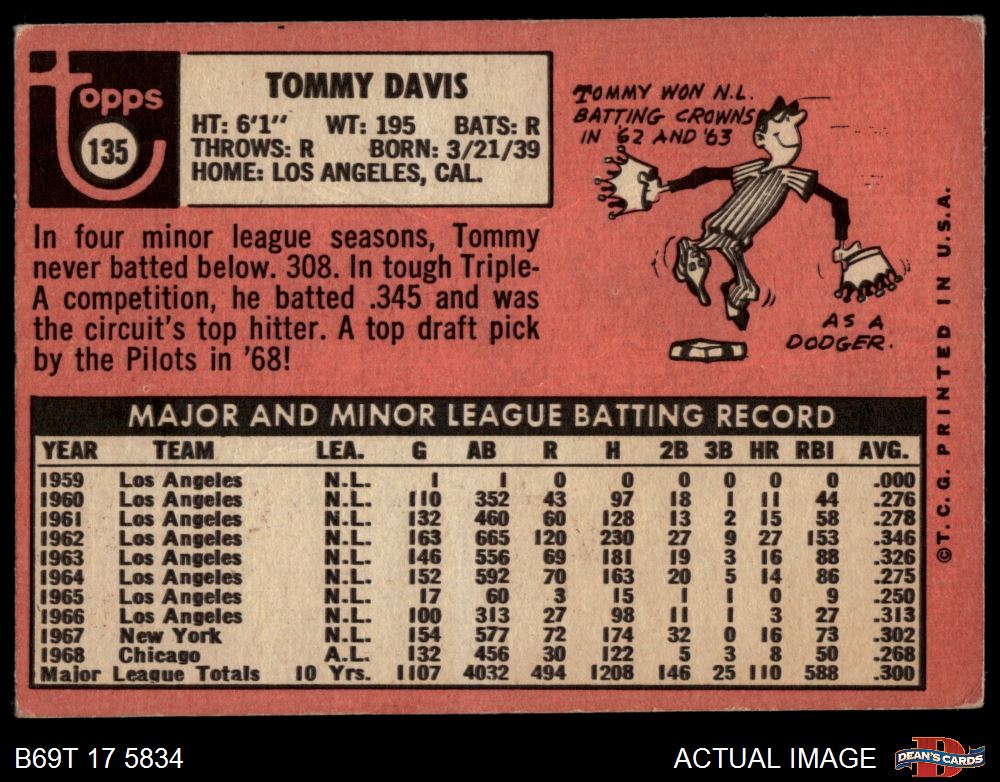 topps
135
TOMMY DAVIS
HT: 6'1" WT: 195 BATS: R
THROWS: R BORN: 3/21/39
HOME: LOS ANGELES, CAL.
In four minor league seasons, Tommy
never batted below. 308. In tough Triple-
A competition, he batted .345 and was
the circuit's top hitter. A top draft pick
by the Pilots in '68!
TOMMY WON N.L.
BATTING CROWNS
IN '62 AND '63
AS A
DODGER.
MAJOR AND MINOR LEAGUE BATTING RECORD
YEAR TEAM LEA. G AB R H 2B 3B HR RBI AVG.
1959 Los Angeles N.L. 1 1 0 0 0 0 0 0 .000
1960 Los Angeles N.L. 110 352 43 97 18 1 11 44 .276
1961 Los Angeles N.L. 132 460 60 128 13 2 15 58 .278
1962 Los Angeles N.L. 163 665 120 230 27 9 27 153 .346
1963 Los Angeles N.L. 146 556 69 181 19 3 16 88 .326
1964 Los Angeles N.L. 152 592 70 163 20 5 14 86 .275
1965 Los Angeles N.L. 17 60 3 15 1 1 0 9 .250
1966 Los Angeles N.L. 100 313 27 98 11 1 3 27 .313
1967 New York N.L. 154 577 72 174 32 0 16 73 .302
1968 Chicago A.L. 132 456 30 122 5 3 8 50 .268
Major League Totals 10 Yrs. 1107 4032 494 1208 146 25 110 588 .300
© T. C. G. PRINTED IN U.S.A.
B69T 17 5834
ACTUAL IMAGE
D
DEAN'S CARDS